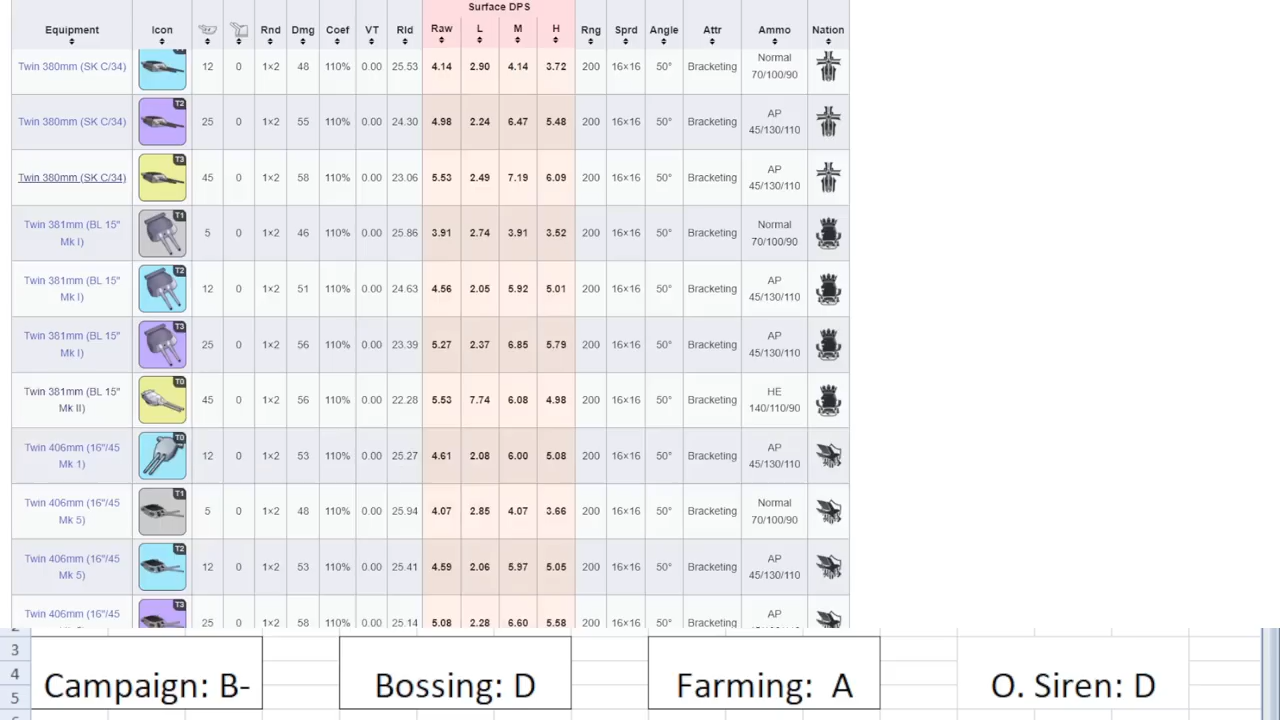 Surface DPS
Equipment Icon Rnd Dmg Coef VT Rld Raw L M H Rng Sprd Angle Attr Ammo Nation
Twin 380mm (SK C/34) 12 0 1×2 48 110% 0.00 25.53 4.14 2.90 4.14 3.72 200 16×16 50° Bracketing Normal 70/100/90
Twin 380mm (SK C/34) T2 25 0 1×2 55 110% 0.00 24.30 4.98 2.24 6.47 5.48 200 16×16 50° Bracketing AP 45/130/110
Twin 380mm (SK C/34) T3 45 0 1×2 58 110% 0.00 23.06 5.53 2.49 7.19 6.09 200 16×16 50° Bracketing AP 45/130/110
Twin 381mm (BL 15" Mk I) T1 5 0 1×2 46 110% 0.00 25.86 3.91 2.74 3.91 3.52 200 16×16 50° Bracketing Normal 70/100/90
Twin 381mm (BL 15" Mk I) T2 12 0 1×2 51 110% 0.00 24.63 4.56 2.05 5.92 5.01 200 16×16 50° Bracketing AP 45/130/110
Twin 381mm (BL 15" Mk I) T3 25 0 1×2 56 110% 0.00 23.39 5.27 2.37 6.85 5.79 200 16×16 50° Bracketing AP 45/130/110
Twin 381mm (BL 15" Mk II) T0 45 0 1×2 56 110% 0.00 22.28 5.53 7.74 6.08 4.98 200 16×16 50° Bracketing HE 140/110/90
Twin 406mm (16"/45 Mk 1) T0 12 0 1×2 53 110% 0.00 25.27 4.61 2.08 6.00 5.08 200 16×16 50° Bracketing AP 45/130/110
Twin 406mm (16"/45 Mk 5) T1 5 0 1×2 48 110% 0.00 25.94 4.07 2.85 4.07 3.66 200 16×16 50° Bracketing Normal 70/100/90
Twin 406mm (16"/45 Mk 5) T2 12 0 1×2 53 110% 0.00 25.41 4.59 2.06 5.97 5.05 200 16×16 50° Bracketing AP 45/130/110
Twin 406mm (16"/45 T3 25 0 1×2 58 110% 0.00 25.14 5.08 2.28 6.60 5.58 200 16×16 50° Bracketing AP
3
4
5
Campaign: B- Bossing: D Farming: A O. Siren: D